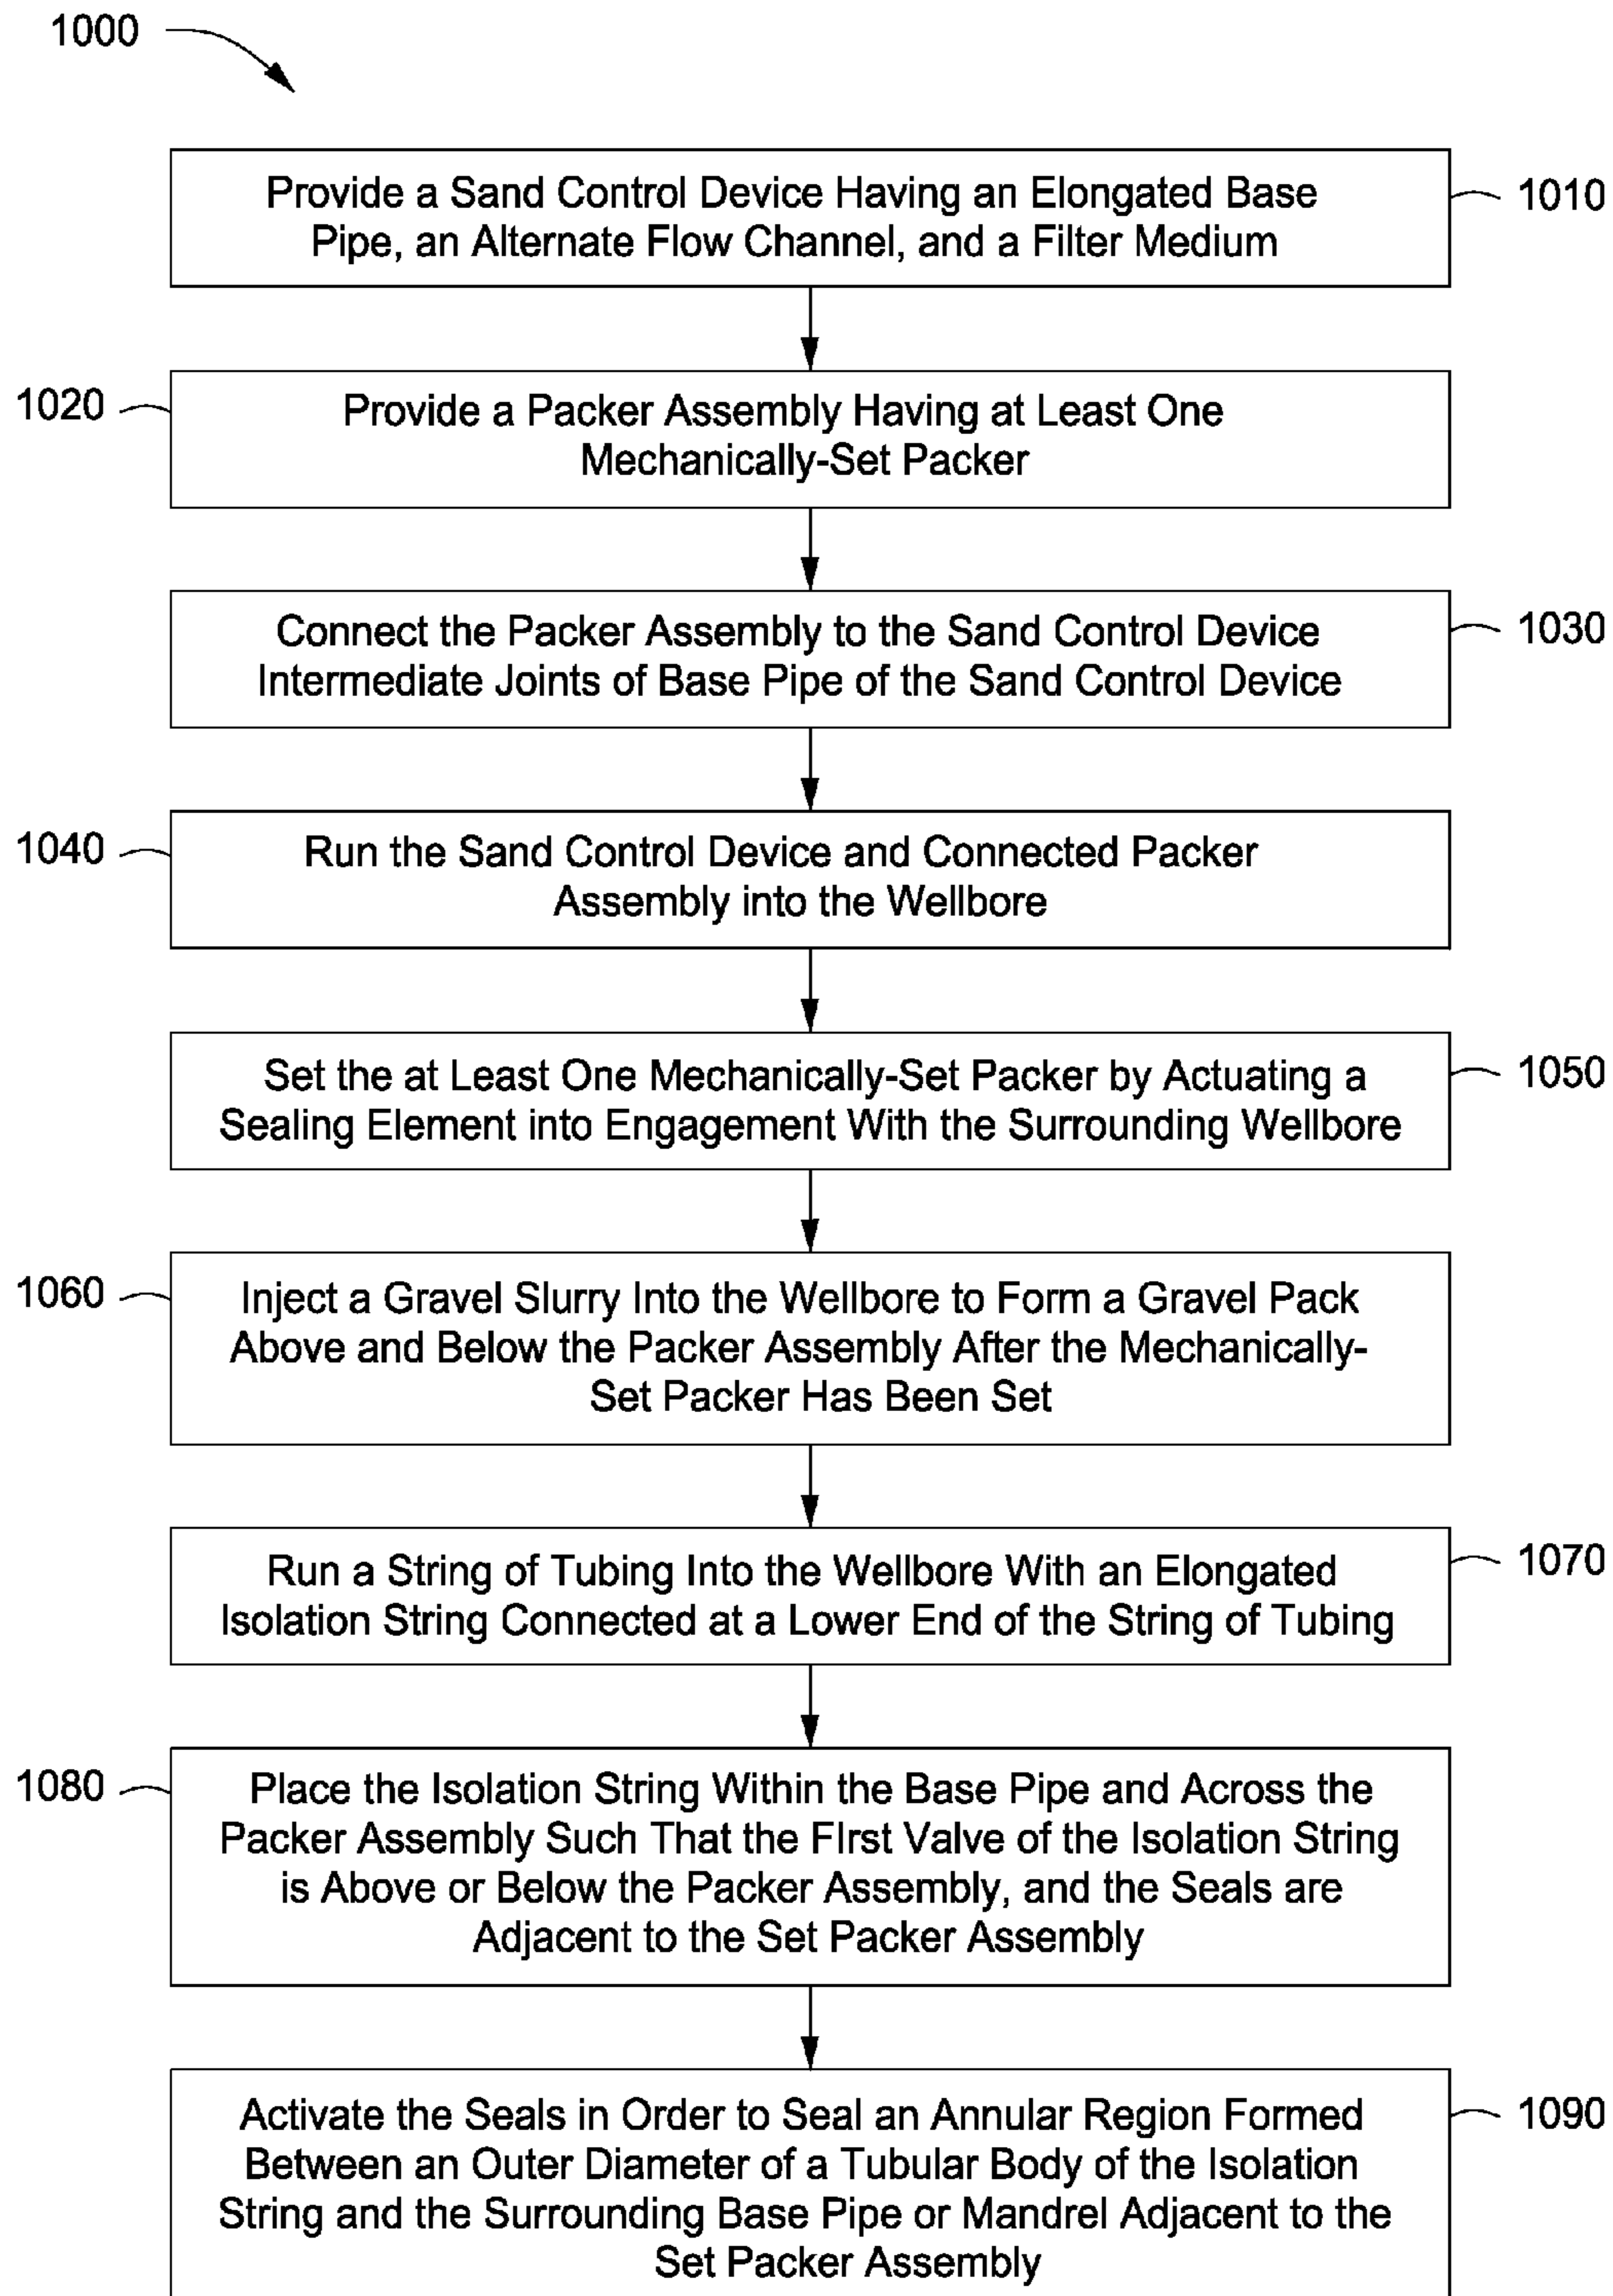 1000
Provide a Sand Control Device Having an Elongated Base
Pipe, an Alternate Flow Channel, and a Filter Medium
1010
1020
Provide a Packer Assembly Having at Least One
Mechanically-Set Packer
Connect the Packer Assembly to the Sand Control Device
Intermediate Joints of Base Pipe of the Sand Control Device
1030
1040
Run the Sand Control Device and Connected Packer
Assembly into the Wellbore
Set the at Least One Mechanically-Set Packer by Actuating a
Sealing Element into Engagement With the Surrounding Wellbore
1050
1060
Inject a Gravel Slurry Into the Wellbore to Form a Gravel Pack
Above and Below the Packer Assembly After the Mechanically-
Set Packer Has Been Set
Run a String of Tubing Into the Wellbore With an Elongated
Isolation String Connected at a Lower End of the String of Tubing
1070
1080
Place the Isolation String Within the Base Pipe and Across the
Packer Assembly Such That the FIrst Valve of the Isolation String
is Above or Below the Packer Assembly, and the Seals are
Adjacent to the Set Packer Assembly
Activate the Seals in Order to Seal an Annular Region Formed
Between an Outer Diameter of a Tubular Body of the Isolation
String and the Surrounding Base Pipe or Mandrel Adjacent to the
Set Packer Assembly
1090